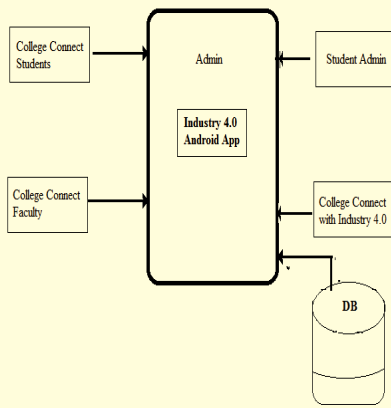 College Connect
Students
Admin
Student Admin
Industry 4.0
Android App
College Connect
Faculty
College Connect
with Industry 4.0
DB